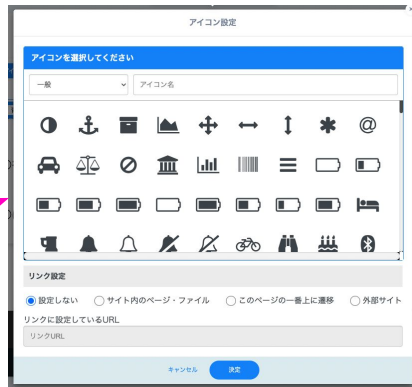 アイコン設定
アイコンを選択してください
一般 アイコン名
リンク設定
設定しない サイト内のページ・ファイル このページの一番上に遷移 外部サイト
リンクに設定しているURL
リンクURL
キャンセル 決定